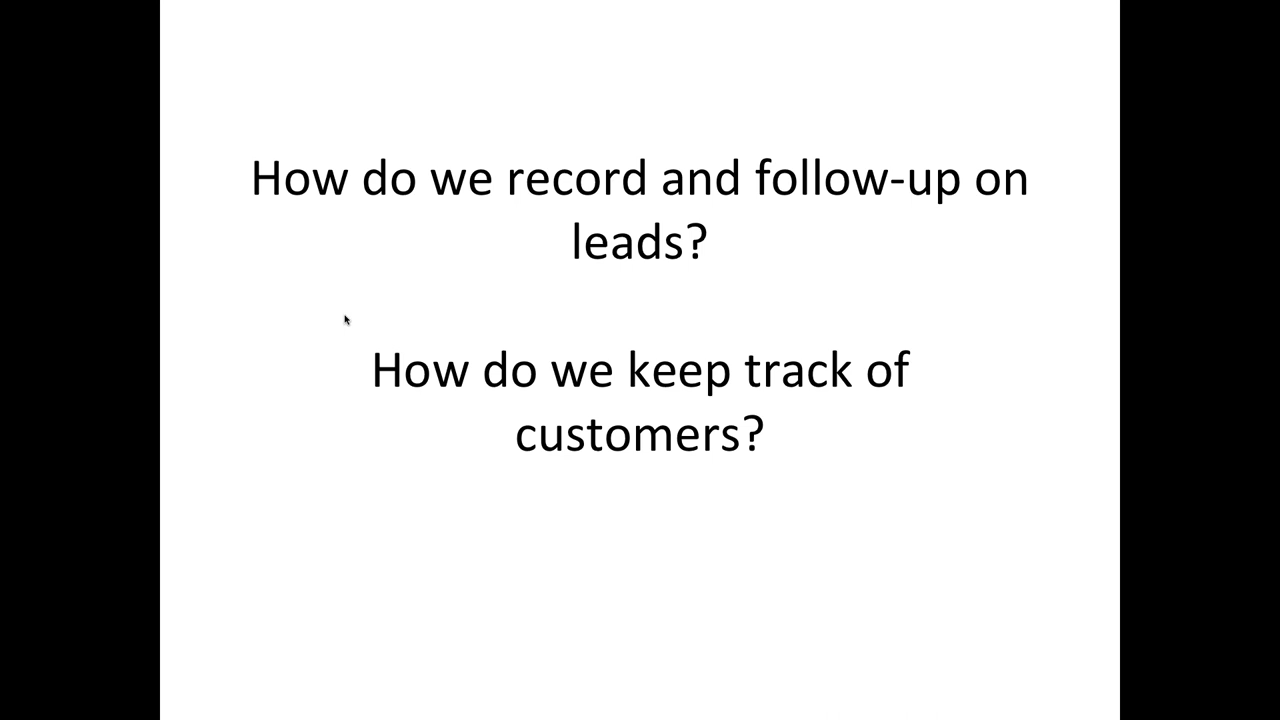 How do we record and follow-up on
leads?
How do we keep track of
customers?